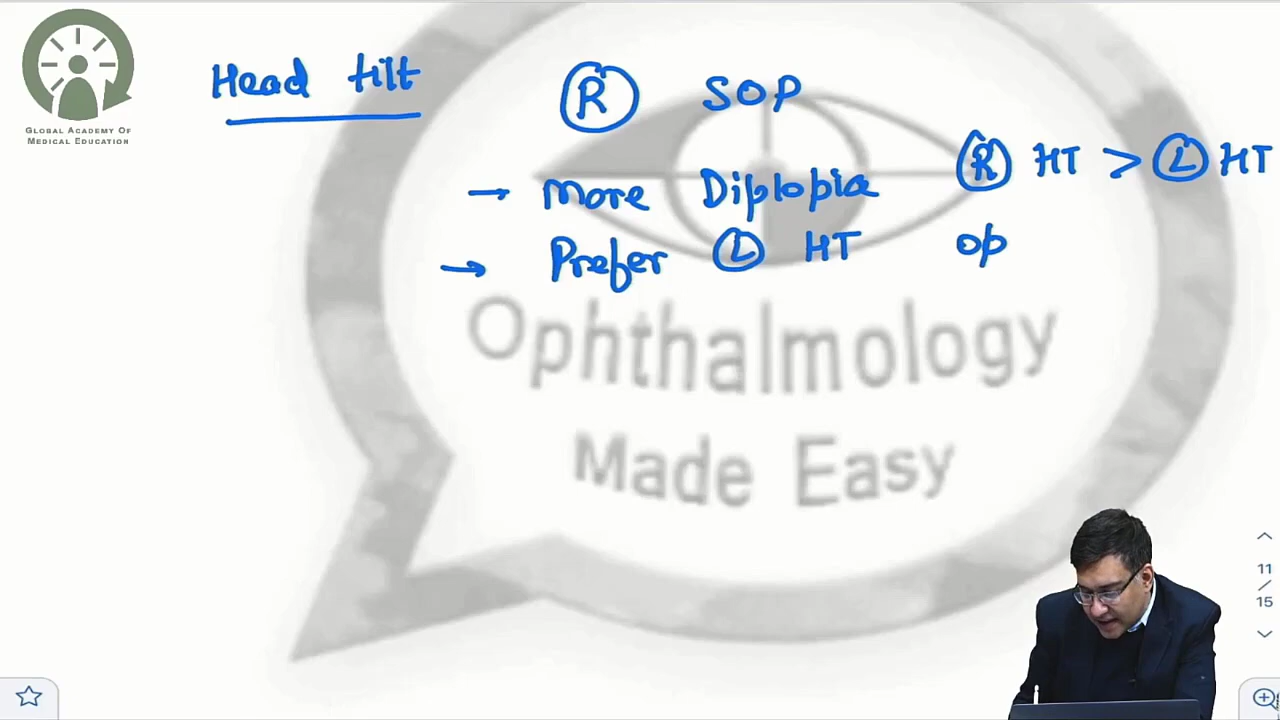 GLOBAL ACADEMY OF
MEDICAL EDUCATION
Head tilt
R SOP
→ More Diplopia R HT > L HT
→ Prefer L HT op
Ophthalmology
Made Easy
11
/
15